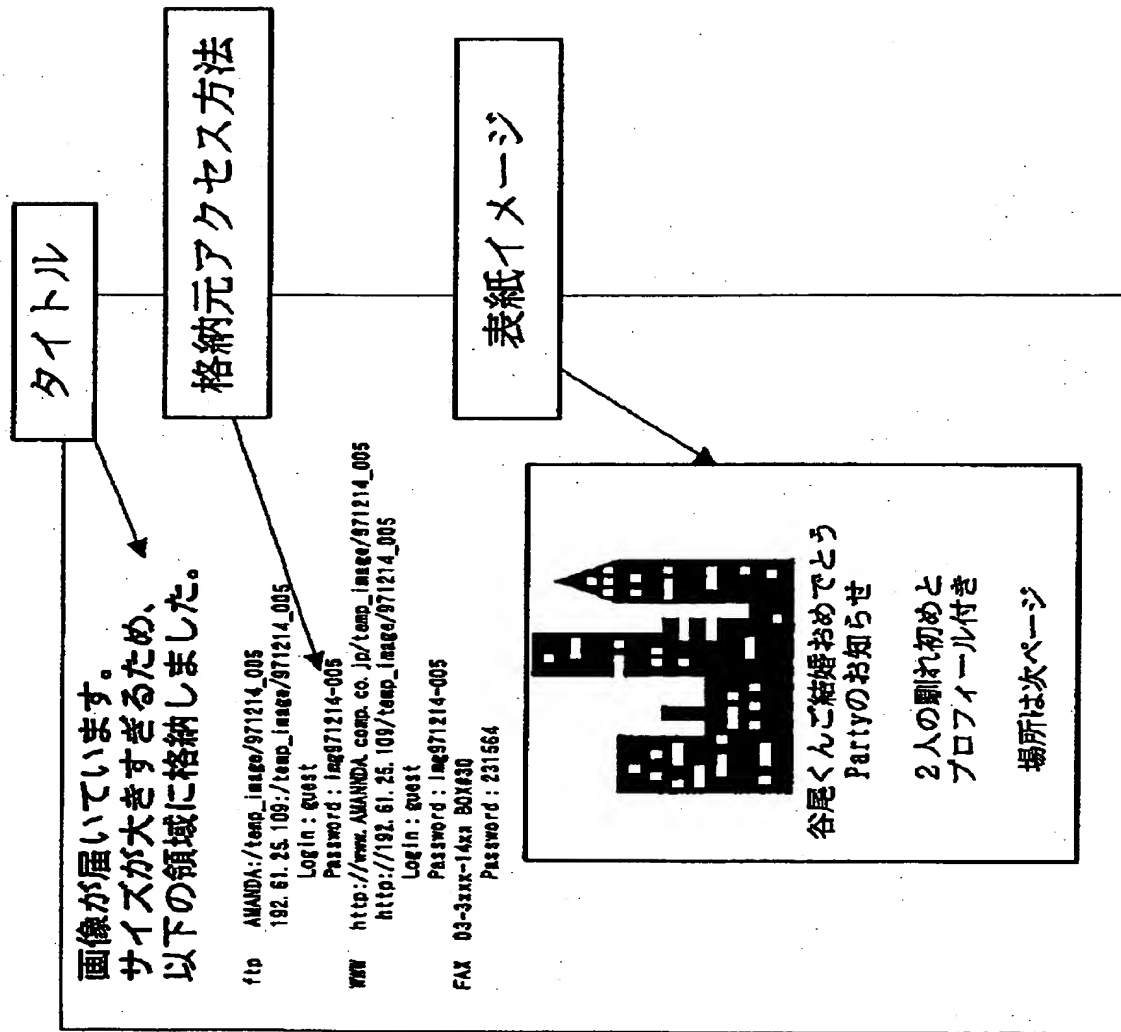 タイトル
画像が届いています。
サイズが大きすぎるため、
以下の領域に格納しました。
格納元アクセス方法
ftp AMANDA:/temp_image/971214_005
192.61.25.109:/temp_image/971214_005
Login : guest
Password : img971214-005
WWW http://www.AMANNDA.comp.co.jp/temp_image/971214_005
http://192.61.25.109/temp_image/971214_005
Login : guest
Password : img971214-005
FAX 03-3xxx-14xx BOX#30
Password : 231564
表紙イメージ
谷尾くんご結婚おめでとう
Partyのお知らせ
2人の馴れ初めと
プロフィール付き
場所は次ページ